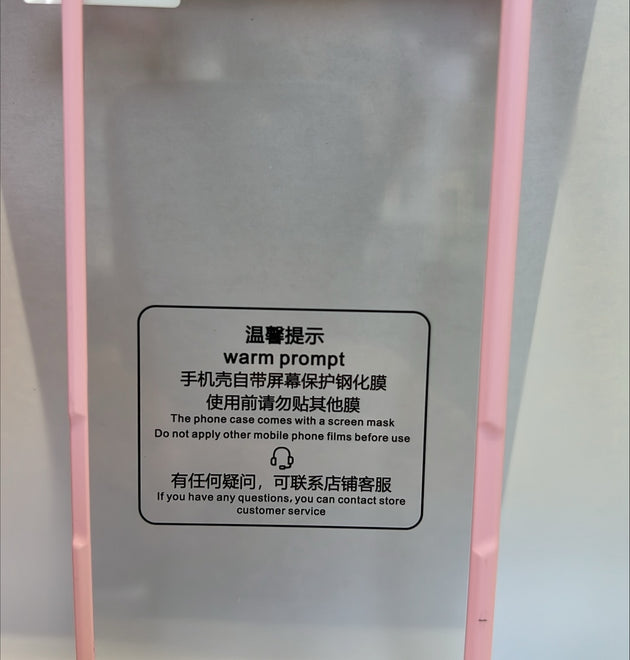 温馨提示
warm prompt
手机壳自带屏幕保护钢化膜
使用前请勿贴其他膜
The phone case comes with a screen mask
Do not apply other mobile phone films before use
有任何疑问，可联系店铺客服
If you have any questions, you can contact store
customer service